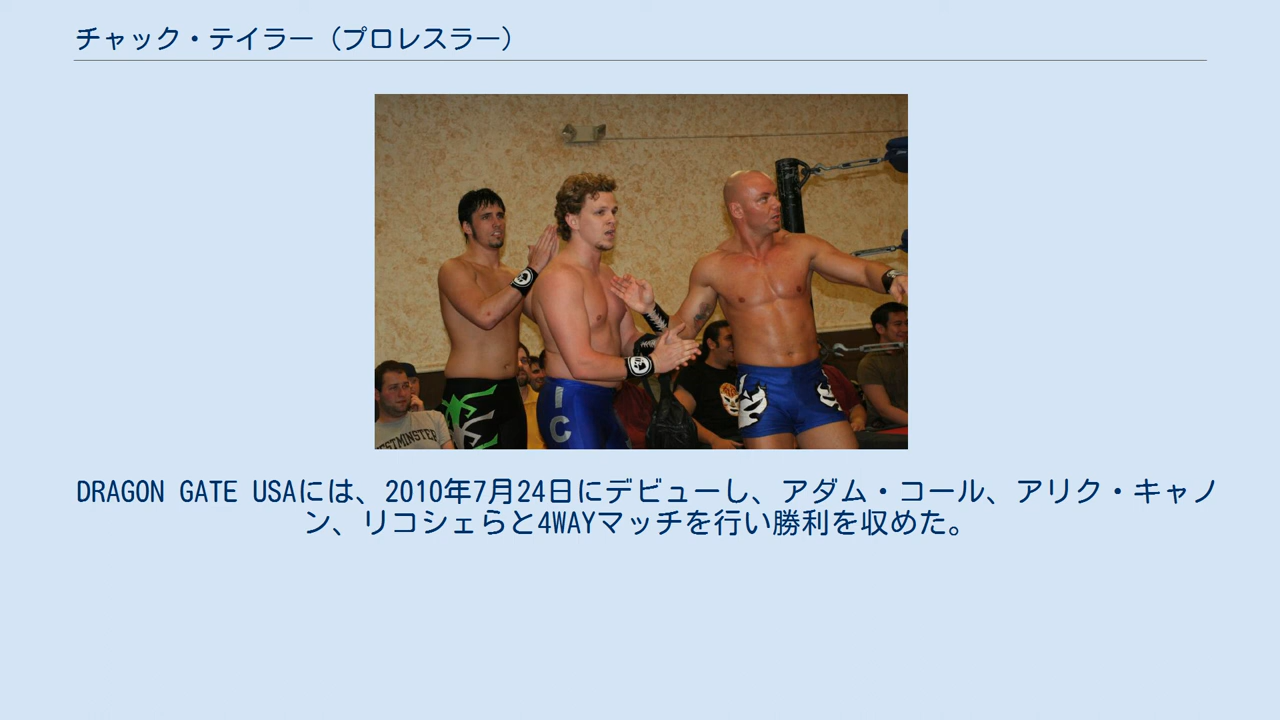 チャック・テイラー（プロレスラー）
IC
WESTMINSTER
DRAGON GATE USAには、2010年7月24日にデビューし、アダム・コール、アリク・キャノ
ン、リコシェらと4WAYマッチを行い勝利を収めた。